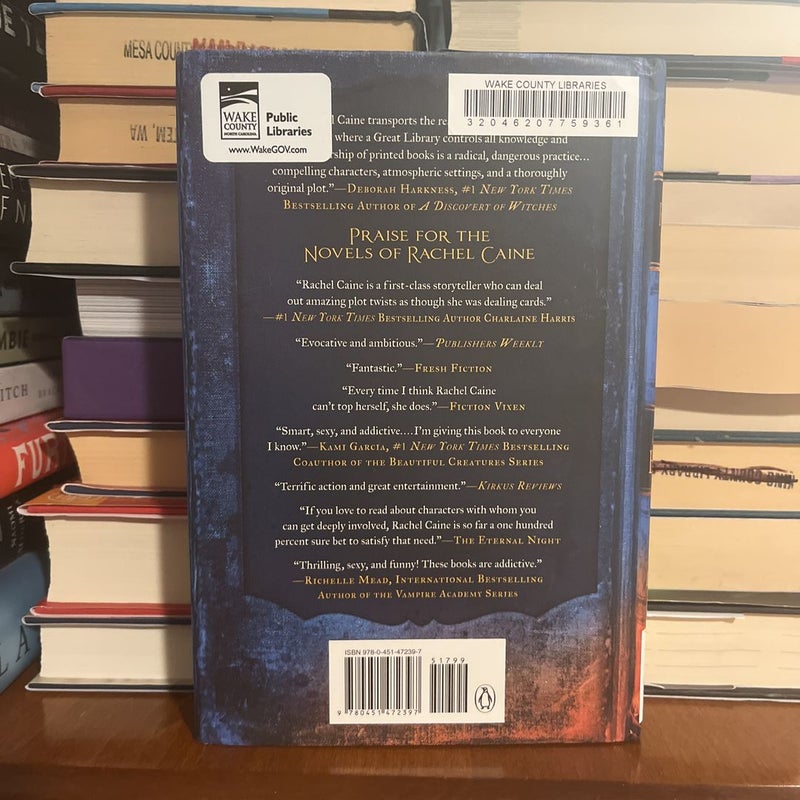 MESA COUN
WAKE
COUNTY
NORTH CAROLINA
Public
Libraries
www.WakeGOV.com
WAKE COUNTY LIBRARIES
3 2046 20775936 1
Caine transports the re
where a Great Library controls all knowledge and
ship of printed books is a radical, dangerous practice…
compelling characters, atmospheric settings, and a thoroughly
original plot.”—Deborah Harkness, #1 New York Times
Bestselling Author of A Discovery of Witches
Praise for the
Novels of Rachel Caine
“Rachel Caine is a first-class storyteller who can deal
out amazing plot twists as though she was dealing cards.”
—#1 New York Times Bestselling Author Charlaine Harris
“Evocative and ambitious.”—Publishers Weekly
“Fantastic.”—Fresh Fiction
“Every time I think Rachel Caine
can’t top herself, she does.”—Fiction Vixen
“Smart, sexy, and addictive….I’m giving this book to everyone
I know.”—Kami Garcia, #1 New York Times Bestselling
Coauthor of the Beautiful Creatures Series
“Terrific action and great entertainment.”—Kirkus Reviews
“If you love to read about characters with whom you
can get deeply involved, Rachel Caine is so far a one hundred
percent sure bet to satisfy that need.”—The Eternal Night
“Thrilling, sexy, and funny! These books are addictive.”
—Richelle Mead, International Bestselling
Author of the Vampire Academy Series
ISBN 978-0-451-47239-7
51799
9 780451 472397